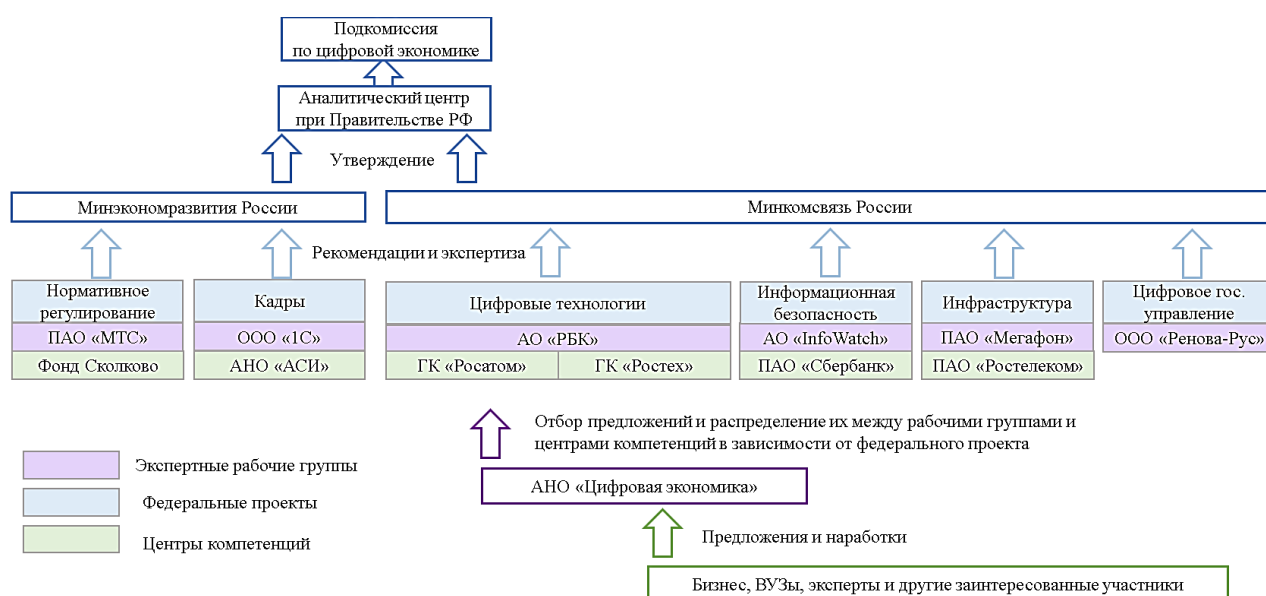 Подкомиссия
по цифровой экономике
Аналитический центр
при Правительстве РФ
Утверждение
Минэкономразвития России
Минкомсвязь России
Рекомендации и экспертиза
Нормативное
регулирование
ПАО «МТС»
Фонд Сколково
Кадры
ООО «1С»
АНО «АСИ»
Цифровые технологии
АО «РБК»
ГК «Росатом»
ГК «Ростех»
Информационная
безопасность
АО «InfoWatch»
ПАО «Сбербанк»
Инфраструктура
ПАО «Мегафон»
ПАО «Ростелеком»
Цифровое гос.
управление
ООО «Ренова-Рус»
Отбор предложений и распределение их между рабочими группами и
центрами компетенций в зависимости от федерального проекта
Экспертные рабочие группы
Федеральные проекты
Центры компетенций
АНО «Цифровая экономика»
Предложения и наработки
Бизнес, ВУЗы, эксперты и другие заинтересованные участники